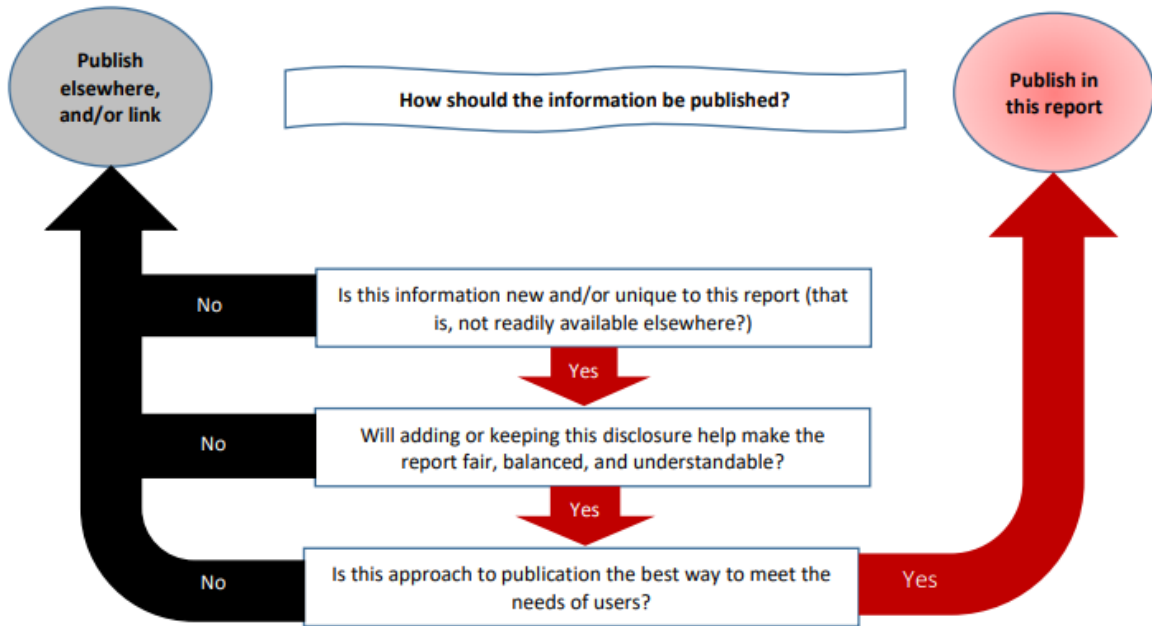 Publish
elsewhere,
and/or link
How should the information be published?
Publish in
this report
No
Is this information new and/or unique to this report (that
is, not readily available elsewhere?)
Yes
No
Will adding or keeping this disclosure help make the
report fair, balanced, and understandable?
Yes
No
Is this approach to publication the best way to meet the
needs of users?
Yes